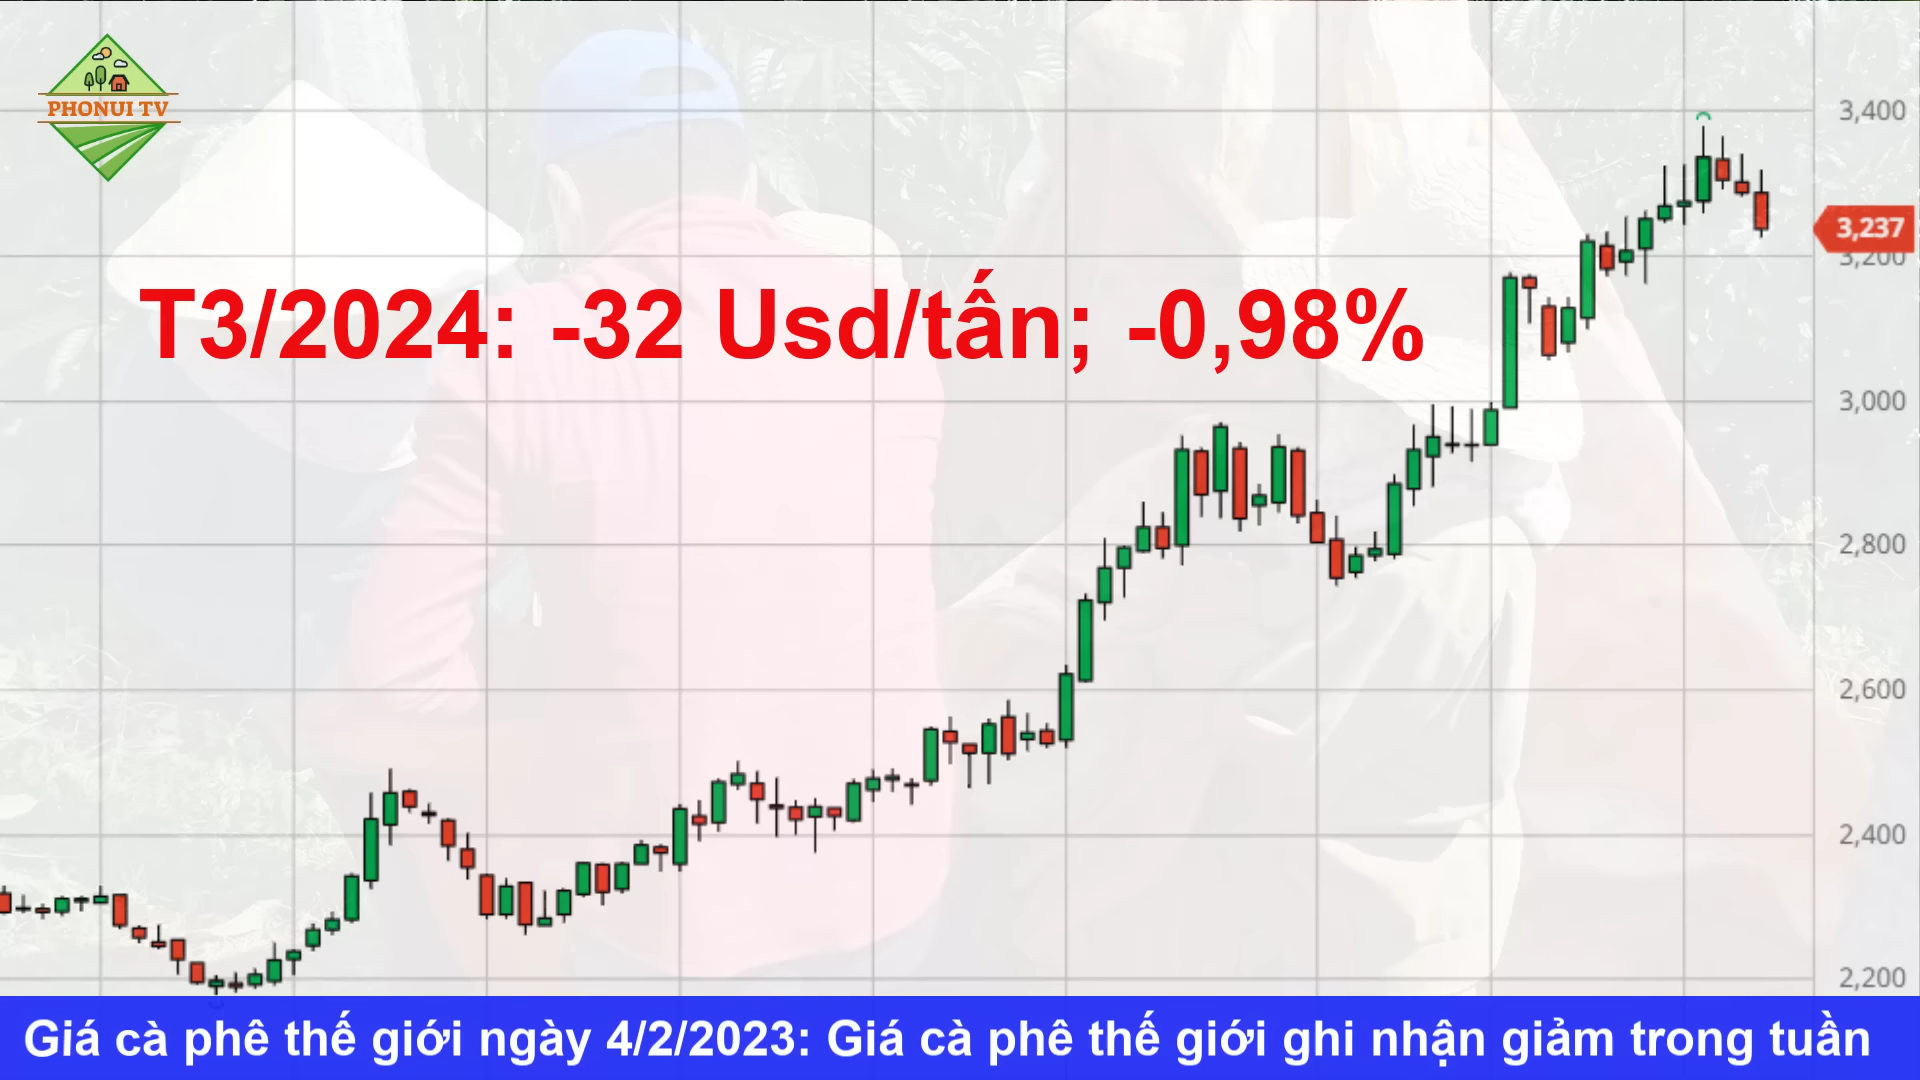 PHONUI TV
3,400
3,237
3,200
T3/2024: -32 Usd/tấn; -0,98%
3,000
2,800
2,600
2,400
2,200
Giá cà phê thế giới ngày 4/2/2023: Giá cà phê thế giới ghi nhận giảm trong tuần